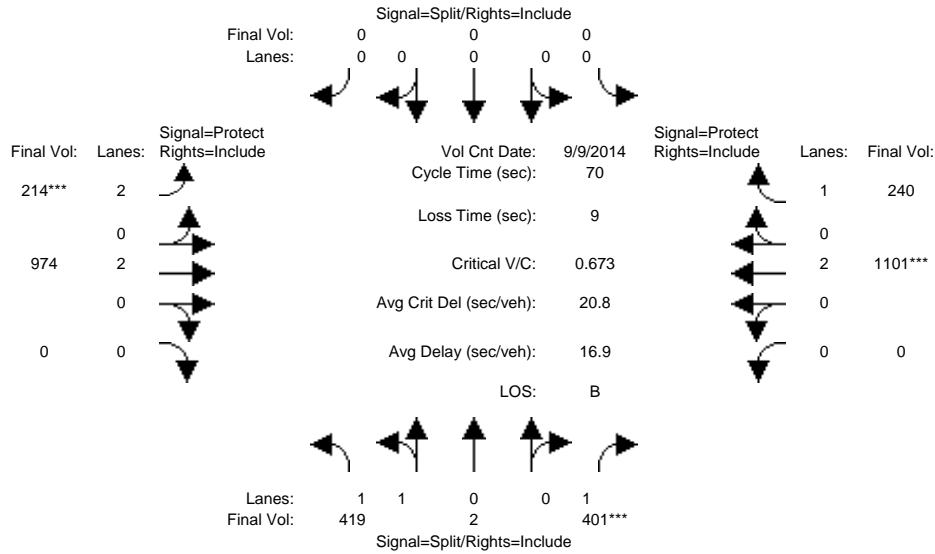 Signal=Split/Rights=Include
Final Vol: 0 0 0
Lanes: 0 0 0 0 0
Signal=Protect
Final Vol: Lanes: Rights=Include
Vol Cnt Date: 9/9/2014
Signal=Protect
Rights=Include Lanes: Final Vol:
Cycle Time (sec): 70
214*** 2
1 240
Loss Time (sec): 9
0
0
974 2
Critical V/C: 0.673
2 1101***
0
Avg Crit Del (sec/veh): 20.8
0
0 0
Avg Delay (sec/veh): 16.9
0 0
LOS: B
Lanes: 1 1 0 0 1
Final Vol: 419 2 401***
Signal=Split/Rights=Include